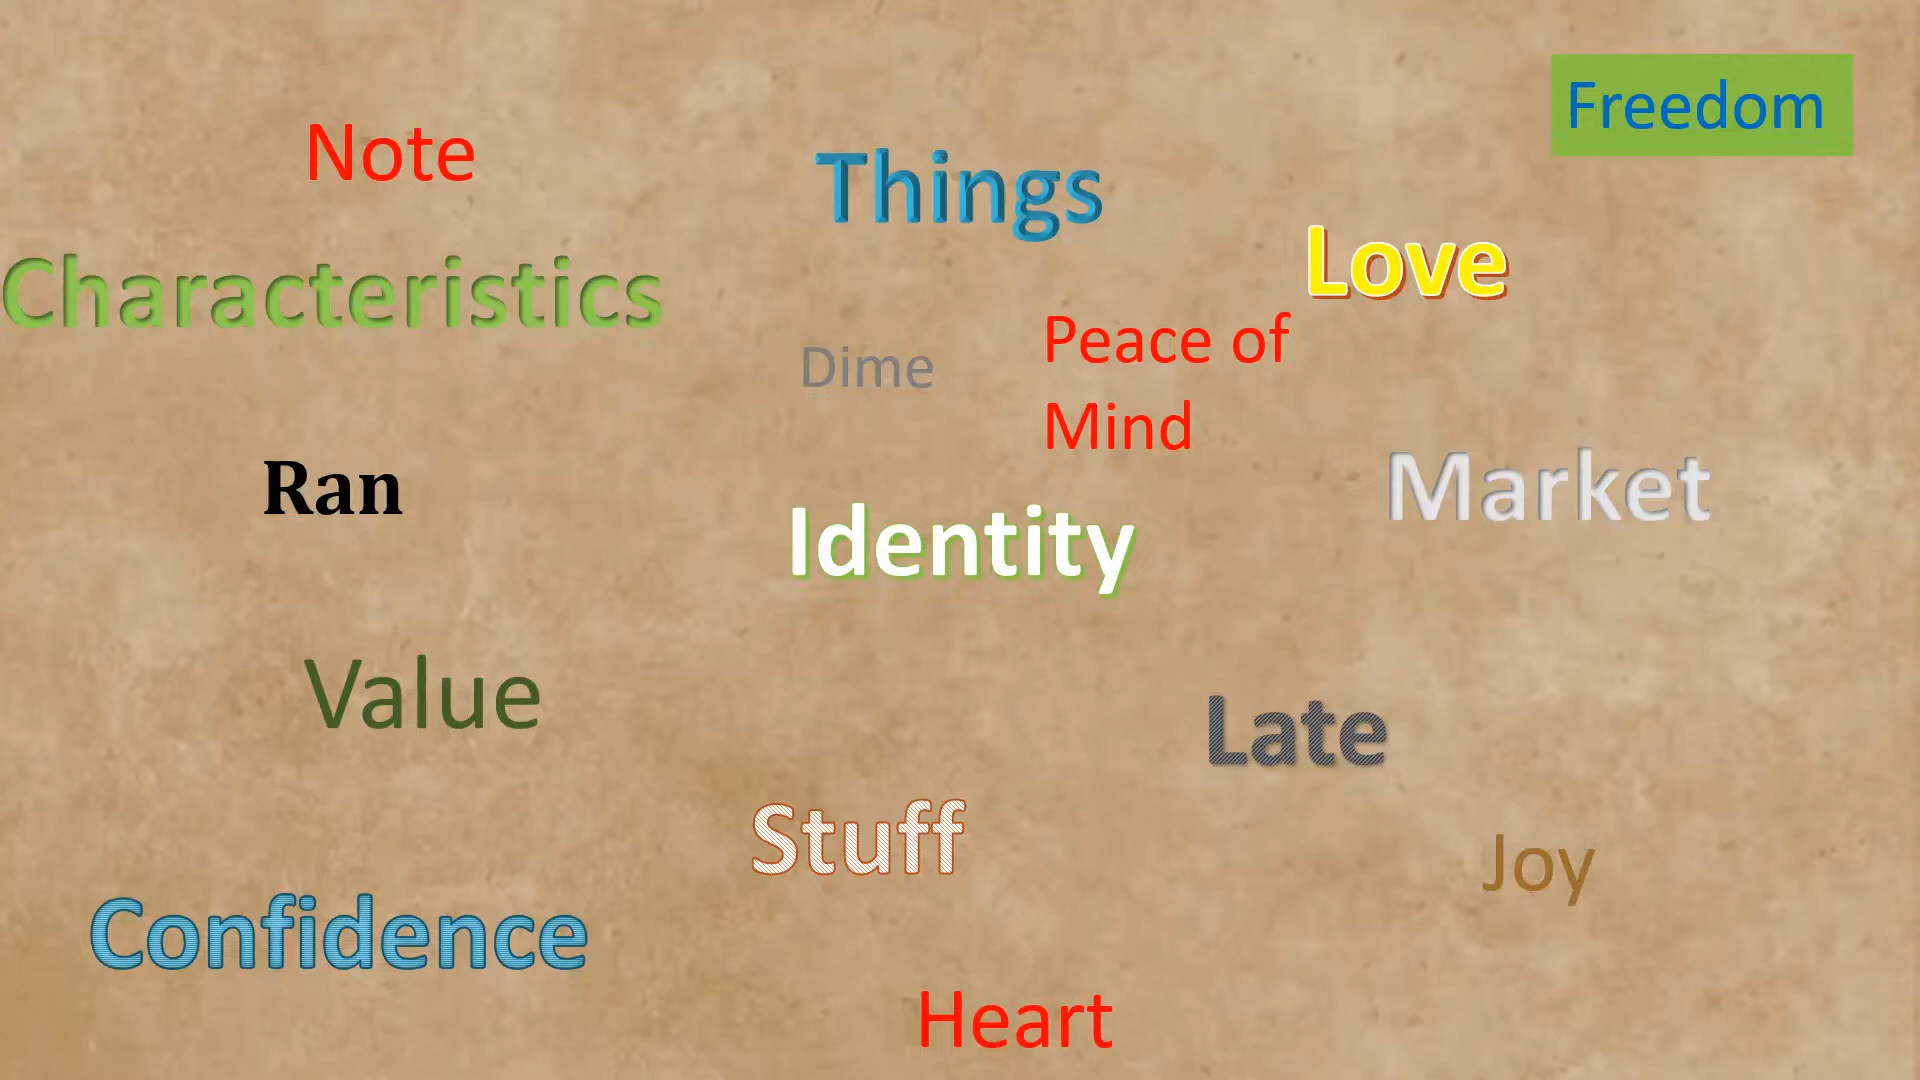 Freedom
Note
Things
Love
Characteristics
Peace of
Mind
Dime
Ran
Market
Identity
Value
Late
Stuff
Joy
Confidence
Heart